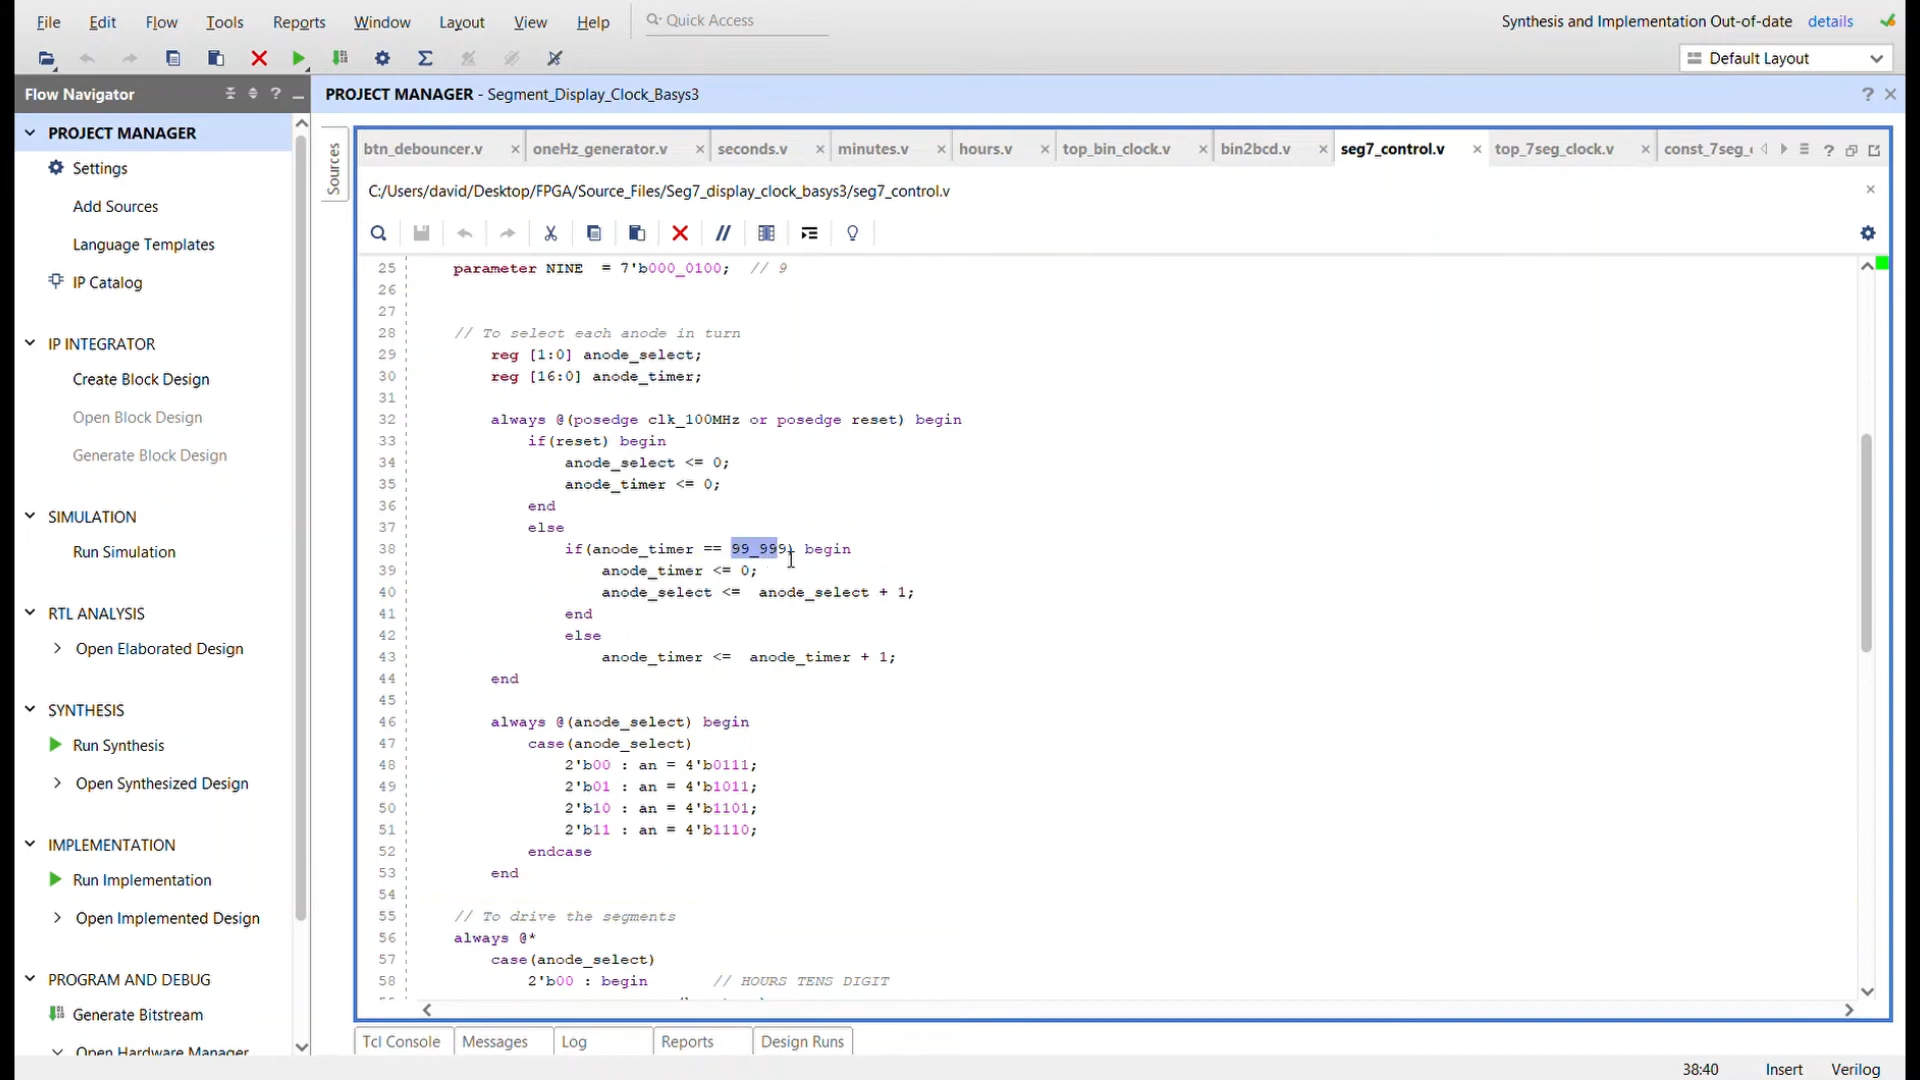 File Edit Flow Tools Reports Window Layout View Help Quick Access Synthesis and Implementation Out-of-date details
Default Layout
Flow Navigator ? _
PROJECT MANAGER - Segment_Display_Clock_Basys3 ?
PROJECT MANAGER
Settings
Add Sources
Language Templates
IP Catalog
IP INTEGRATOR
Create Block Design
Open Block Design
Generate Block Design
SIMULATION
Run Simulation
RTL ANALYSIS
Open Elaborated Design
SYNTHESIS
Run Synthesis
Open Synthesized Design
IMPLEMENTATION
Run Implementation
Open Implemented Design
PROGRAM AND DEBUG
Generate Bitstream
Open Hardware Manager
Sources
btn_debouncer.v oneHz_generator.v seconds.v minutes.v hours.v top_bin_clock.v bin2bcd.v seg7_control.v top_7seg_clock.v const_7seg_ ?
C:/Users/david/Desktop/FPGA/Source_Files/Seg7_display_clock_basys3/seg7_control.v
25 parameter NINE = 7'b000_0100; // 9
26
27
28 // To select each anode in turn
29 reg [1:0] anode_select;
30 reg [16:0] anode_timer;
31
32 always @(posedge clk_100MHz or posedge reset) begin
33 if(reset) begin
34 anode_select <= 0;
35 anode_timer <= 0;
36 end
37 else
38 if(anode_timer == 99_999) begin
39 anode_timer <= 0;
40 anode_select <= anode_select + 1;
41 end
42 else
43 anode_timer <= anode_timer + 1;
44 end
45
46 always @(anode_select) begin
47 case(anode_select)
48 2'b00 : an = 4'b0111;
49 2'b01 : an = 4'b1011;
50 2'b10 : an = 4'b1101;
51 2'b11 : an = 4'b1110;
52 endcase
53 end
54
55 // To drive the segments
56 always @*
57 case(anode_select)
58 2'b00 : begin // HOURS TENS DIGIT
Tcl Console Messages Log Reports Design Runs
38:40 Insert Verilog